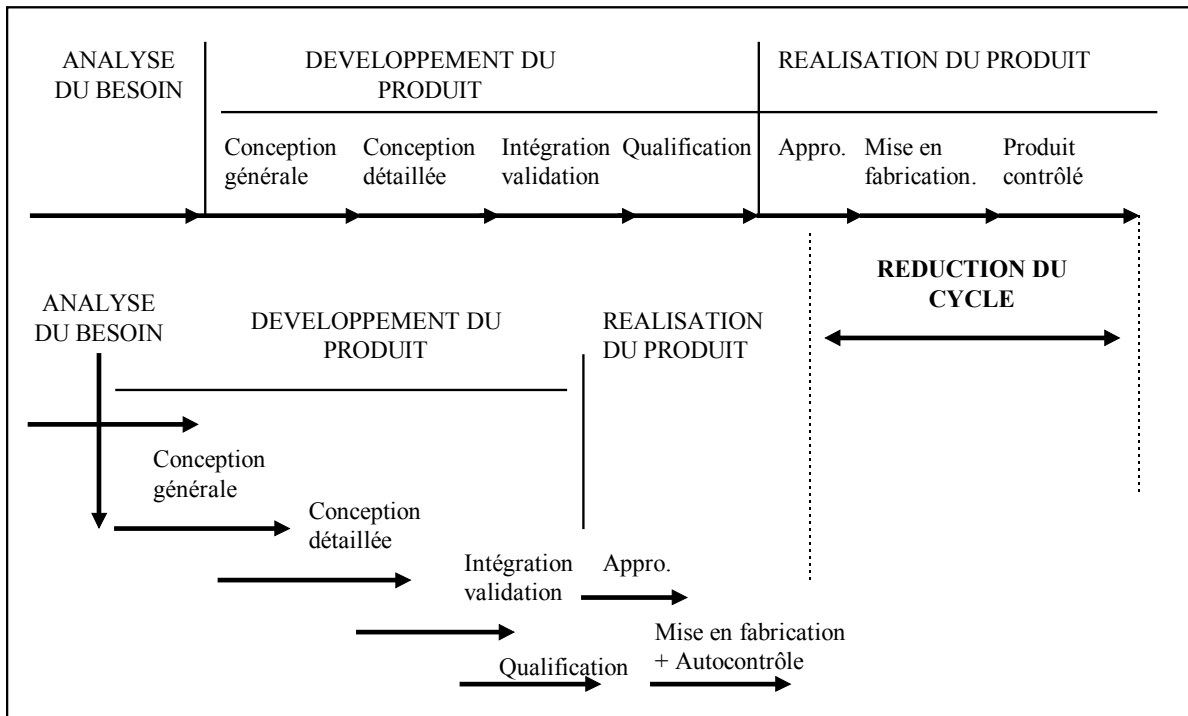 ANALYSE
DU BESOIN
DEVELOPPEMENT DU
PRODUIT
REALISATION DU PRODUIT
Conception
générale
Conception
détaillée
Intégration
validation
Qualification
Appro.
Mise en
fabrication.
Produit
contrôlé
REDUCTION DU
CYCLE
ANALYSE
DU BESOIN
DEVELOPPEMENT DU
PRODUIT
REALISATION
DU PRODUIT
Conception
générale
Conception
détaillée
Intégration
validation
Appro.
Qualification
Mise en fabrication
+ Autocontrôle